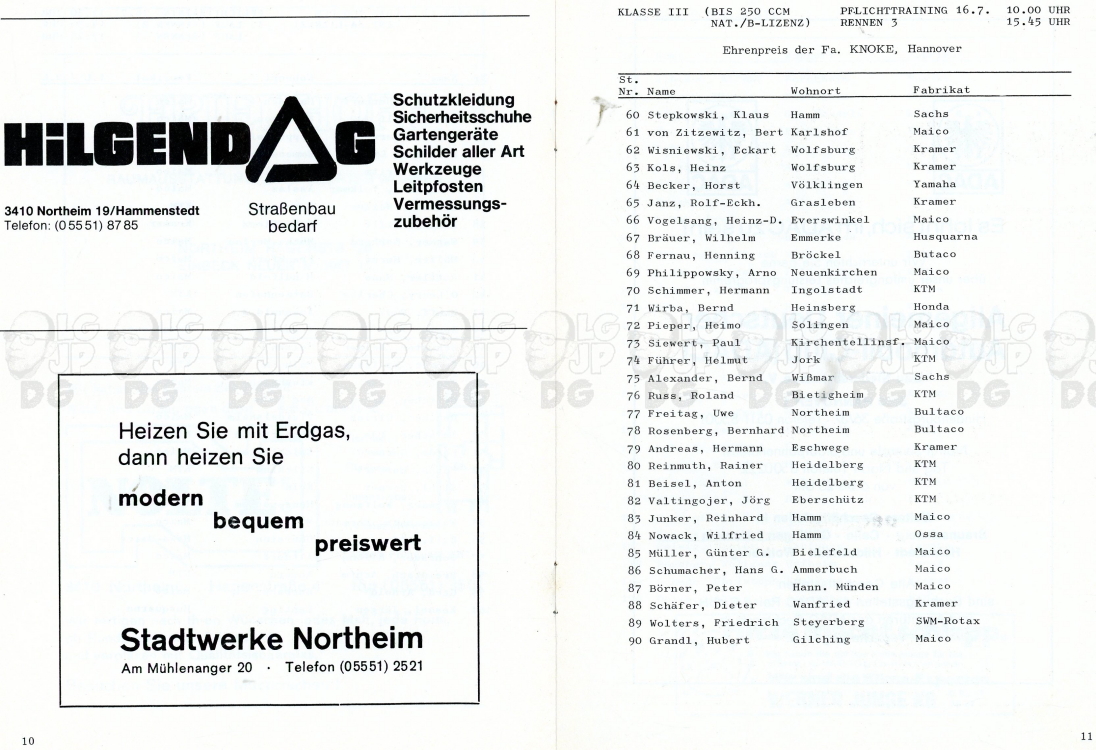 HiLGENDAG
3410 Northeim 19/Hammenstedt
Telefon: (05551) 8785
Straßenbau
bedarf
Schutzkleidung
Sicherheitsschuhe
Gartengeräte
Schilder aller Art
Werkzeuge
Leitpfosten
Vermessungs-
zubehör
Heizen Sie mit Erdgas,
dann heizen Sie
modern
bequem
preiswert
Stadtwerke Northeim
Am Mühlenanger 20 · Telefon (05551) 2521
10
KLASSE III (BIS 250 CCM PFLICHTTRAINING 16.7. 10.00 UHR
NAT./B-LIZENZ) RENNEN 3 15.45 UHR
Ehrenpreis der Fa. KNOKE, Hannover
St.
Nr. Name Wohnort Fabrikat
60 Stepkowski, Klaus Hamm Sachs
61 von Zitzewitz, Bert Karlshof Maico
62 Wisniewski, Eckart Wolfsburg Kramer
63 Kols, Heinz Wolfsburg Kramer
64 Becker, Horst Völklingen Yamaha
65 Janz, Rolf-Eckh. Grasleben Kramer
66 Vogelsang, Heinz-D. Everswinkel Maico
67 Bräuer, Wilhelm Emmerke Husquarna
68 Fernau, Henning Bröckel Butaco
69 Philippowsky, Arno Neuenkirchen Maico
70 Schimmer, Hermann Ingolstadt KTM
71 Wirba, Bernd Heinsberg Honda
72 Pieper, Heimo Solingen Maico
73 Siewert, Paul Kirchentellinsf. Maico
74 Führer, Helmut Jork KTM
75 Alexander, Bernd Wißmar Sachs
76 Russ, Roland Bietigheim KTM
77 Freitag, Uwe Northeim Bultaco
78 Rosenberg, Bernhard Northeim Bultaco
79 Andreas, Hermann Eschwege Kramer
80 Reinmuth, Rainer Heidelberg KTM
81 Beisel, Anton Heidelberg KTM
82 Valtingojer, Jörg Eberschütz KTM
83 Junker, Reinhard Hamm Maico
84 Nowack, Wilfried Hamm Ossa
85 Müller, Günter G. Bielefeld Maico
86 Schumacher, Hans G. Ammerbuch Maico
87 Börner, Peter Hann. Münden Maico
88 Schäfer, Dieter Wanfried Kramer
89 Wolters, Friedrich Steyerberg SWM-Rotax
90 Grandl, Hubert Gilching Maico
11